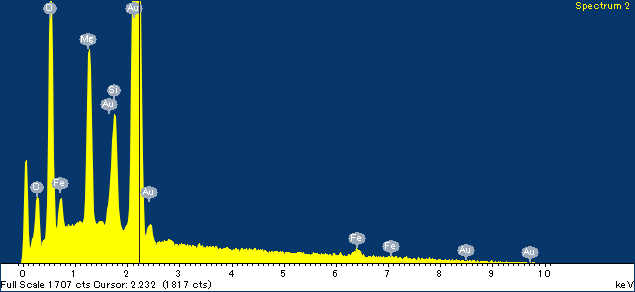 Spectrum 2
O Au
Mg
Si
Au
O Fe Au
Fe Fe Au Au
0 1 2 3 4 5 6 7 8 9 10
Full Scale 1707 cts Cursor: 2.232 (1817 cts) keV